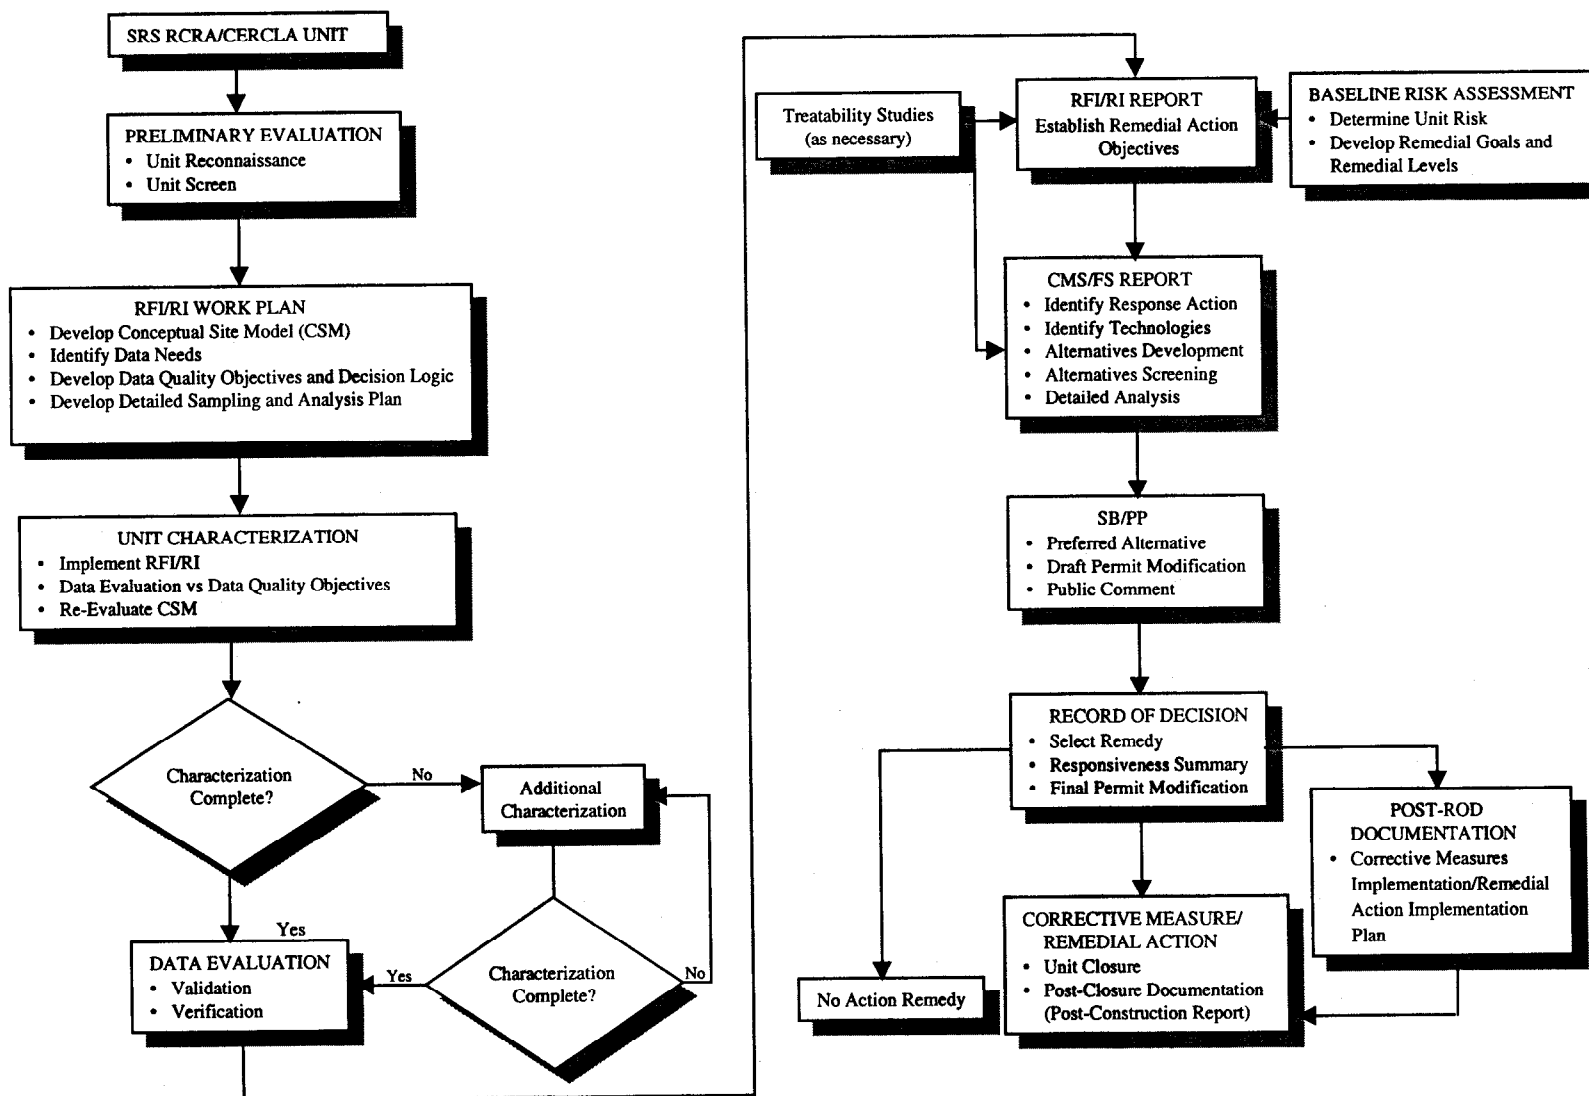 SRS RCRA/CERCLA UNIT
PRELIMINARY EVALUATION
• Unit Reconnaissance
• Unit Screen
RFI/RI WORK PLAN
• Develop Conceptual Site Model (CSM)
• Identify Data Needs
• Develop Data Quality Objectives and Decision Logic
• Develop Detailed Sampling and Analysis Plan
UNIT CHARACTERIZATION
• Implement RFI/RI
• Data Evaluation vs Data Quality Objectives
• Re-Evaluate CSM
Characterization
Complete?
No
Additional
Characterization
Yes
DATA EVALUATION
• Validation
• Verification
Yes
Characterization
Complete?
No
Treatability Studies
(as necessary)
RFI/RI REPORT
Establish Remedial Action
Objectives
BASELINE RISK ASSESSMENT
• Determine Unit Risk
• Develop Remedial Goals and
Remedial Levels
CMS/FS REPORT
• Identify Response Action
• Identify Technologies
• Alternatives Development
• Alternatives Screening
• Detailed Analysis
SB/PP
• Preferred Alternative
• Draft Permit Modification
• Public Comment
RECORD OF DECISION
• Select Remedy
• Responsiveness Summary
• Final Permit Modification
POST-ROD
DOCUMENTATION
• Corrective Measures
Implementation/Remedial
Action Implementation
Plan
No Action Remedy
CORRECTIVE MEASURE/
REMEDIAL ACTION
• Unit Closure
• Post-Closure Documentation
(Post-Construction Report)